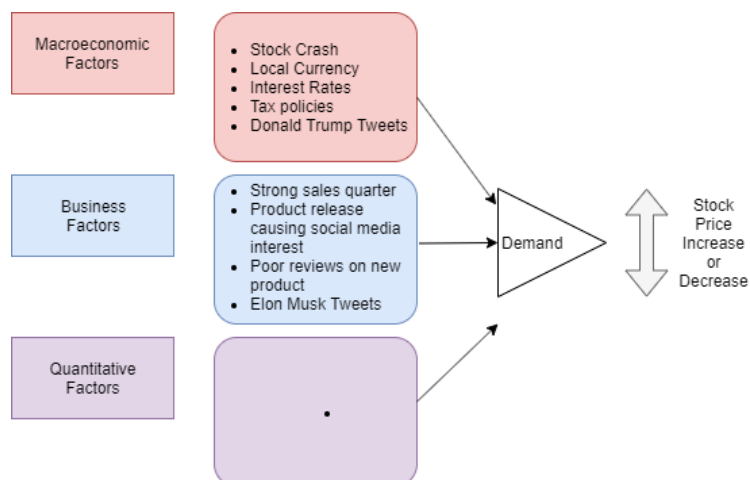 Macroeconomic
Factors
• Stock Crash
• Local Currency
• Interest Rates
• Tax policies
• Donald Trump Tweets
Business
Factors
• Strong sales quarter
• Product release
causing social media
interest
• Poor reviews on new
product
• Elon Musk Tweets
Quantitative
Factors
•
Demand
Stock
Price
Increase
or
Decrease